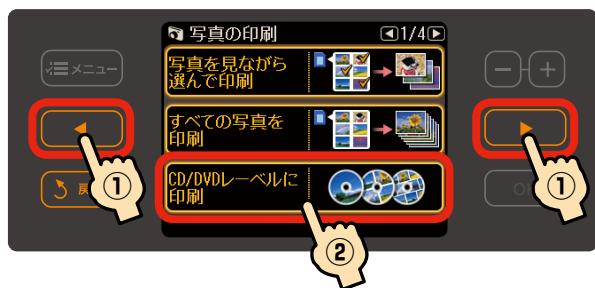 写真の印刷
1/4
メニュー
写真を見ながら
選んで印刷
すべての写真を
印刷
CD/DVDレーベルに
印刷
戻
OK
①
①
②